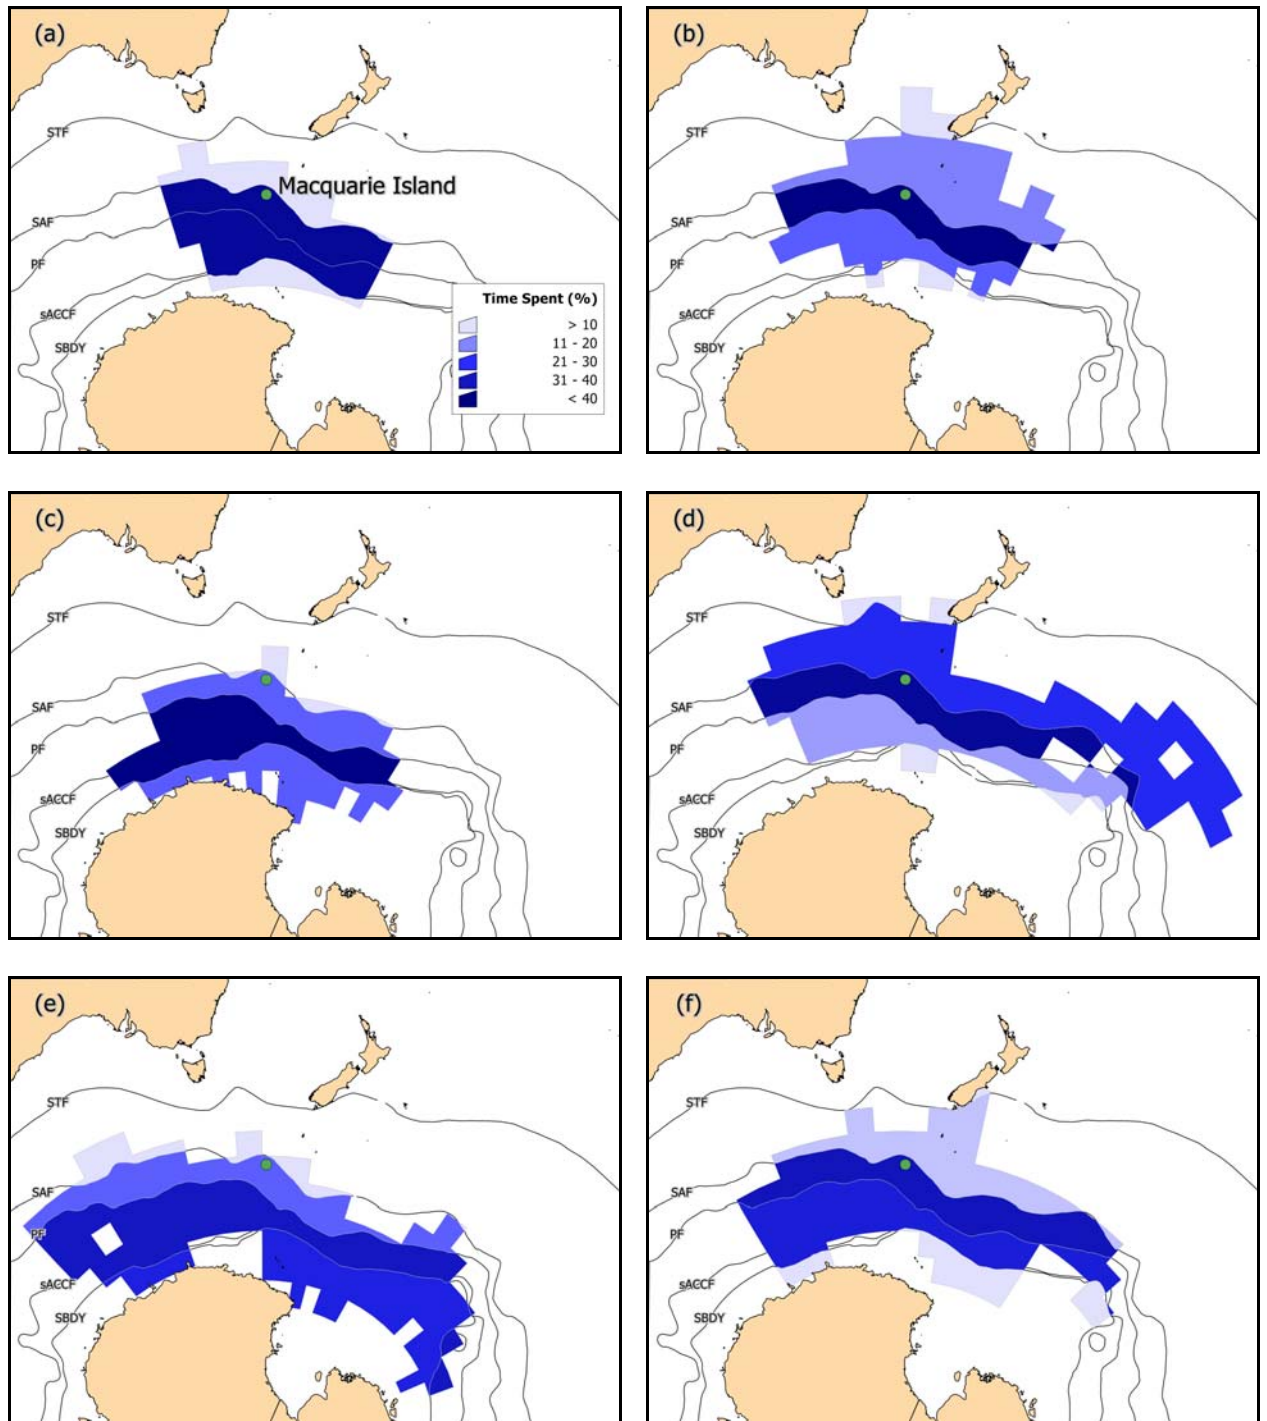 (a)
STF
Macquarie Island
SAF
PF
sACCF
SBDY
Time Spent (%)
> 10
11 - 20
21 - 30
31 - 40
< 40
(b)
STF
SAF
PF
sACCF
SBDY
(c)
STF
SAF
PF
sACCF
SBDY
(d)
STF
SAF
PF
sACCF
SBDY
(e)
STF
SAF
PF
sACCF
SBDY
(f)
STF
SAF
PF
sACCF
SBDY